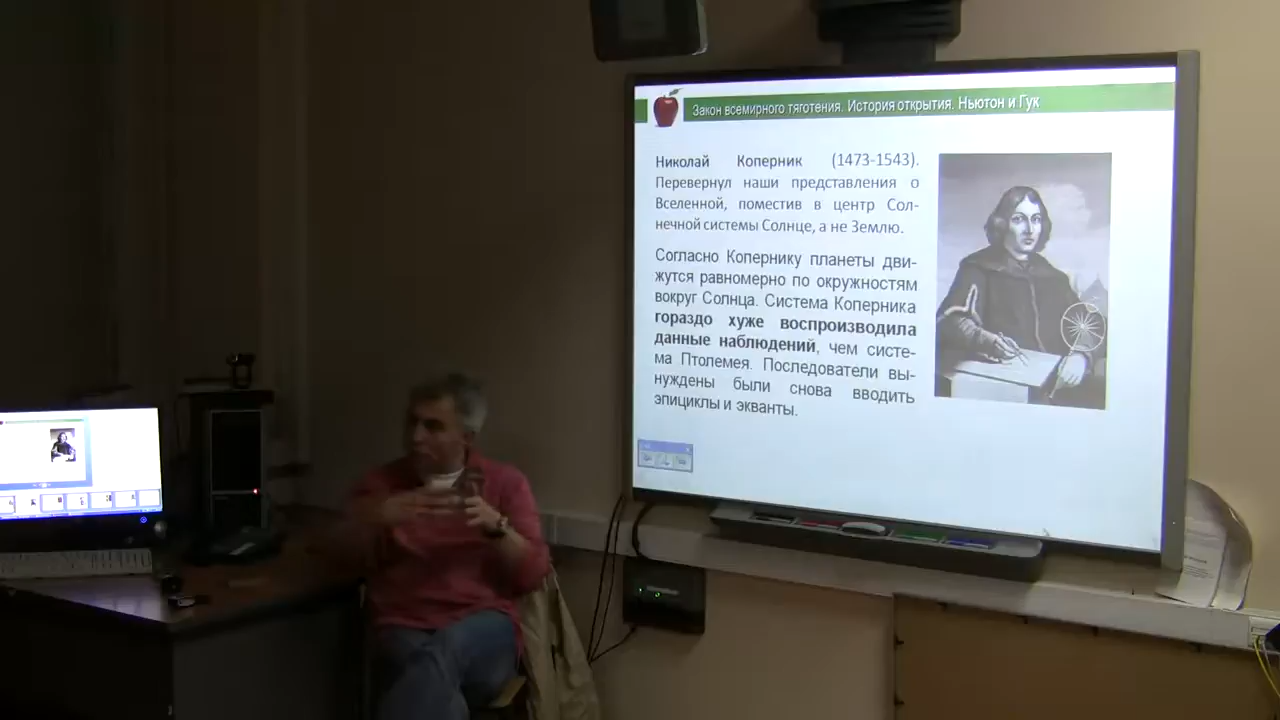 Закон всемирного тяготения. История открытия. Ньютон и Гук
Николай Коперник (1473-1543).
Перевернул наши представления о
Вселенной, поместив в центр Сол-
нечной системы Солнце, а не Землю.
Согласно Копернику планеты дви-
жутся равномерно по окружностям
вокруг Солнца. Система Коперника
гораздо хуже воспроизводила
данные наблюдений, чем систе-
ма Птолемея. Последователи вы-
нуждены были снова вводить
эпициклы и экванты.